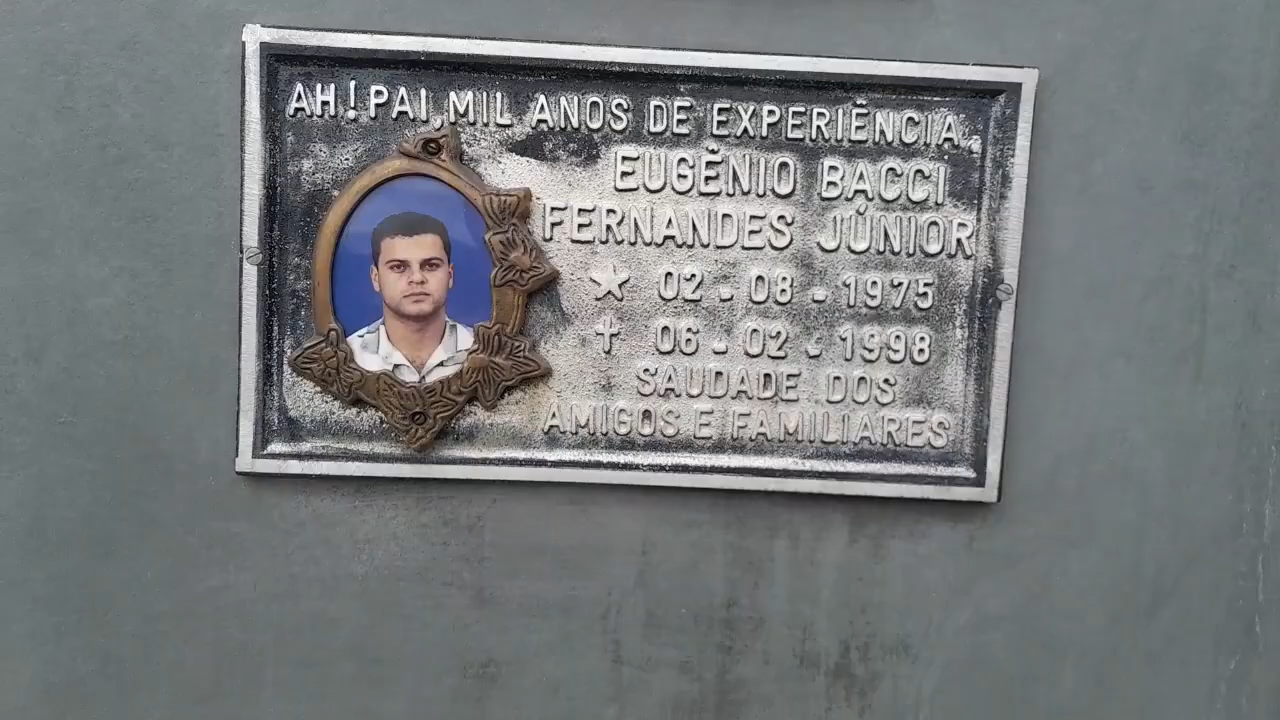 AH! PAI, MIL ANOS DE EXPERIÊNCIA.
EUGÊNIO BACCI
FERNANDES JÚNIOR
★ 02 - 08 - 1975
✝ 06 - 02 - 1998
SAUDADE DOS
AMIGOS E FAMILIARES